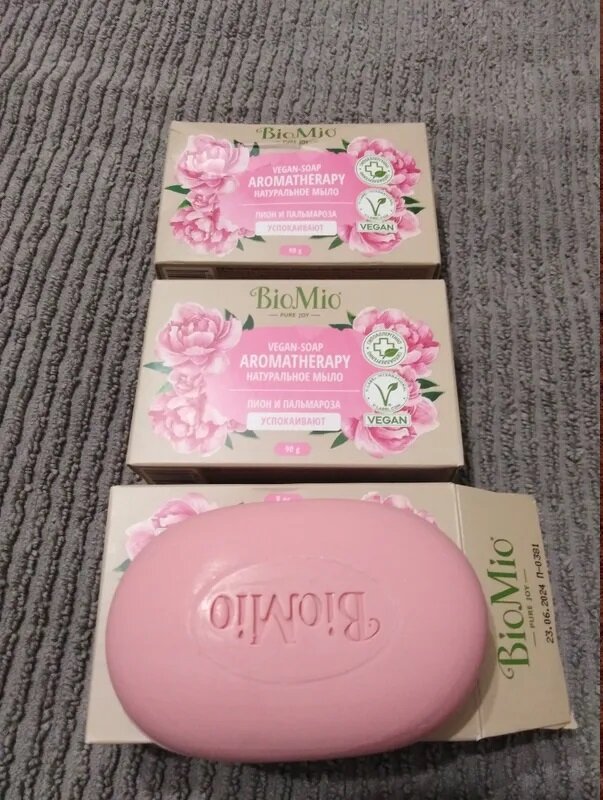 BioMio
PURE JOY
VEGAN-SOAP
AROMATHERAPY
НАТУРАЛЬНОЕ МЫЛО
ПИОН И ПАЛЬМАРОЗА
УСПОКАИВАЮТ
90 g
VEGAN
BioMio
PURE JOY
VEGAN-SOAP
AROMATHERAPY
НАТУРАЛЬНОЕ МЫЛО
ПИОН И ПАЛЬМАРОЗА
УСПОКАИВАЮТ
90 g
ГИПОАЛЛЕРГЕННО
VEGAN
BioMio
BioMio
PURE JOY
23.06.2024 П-0381